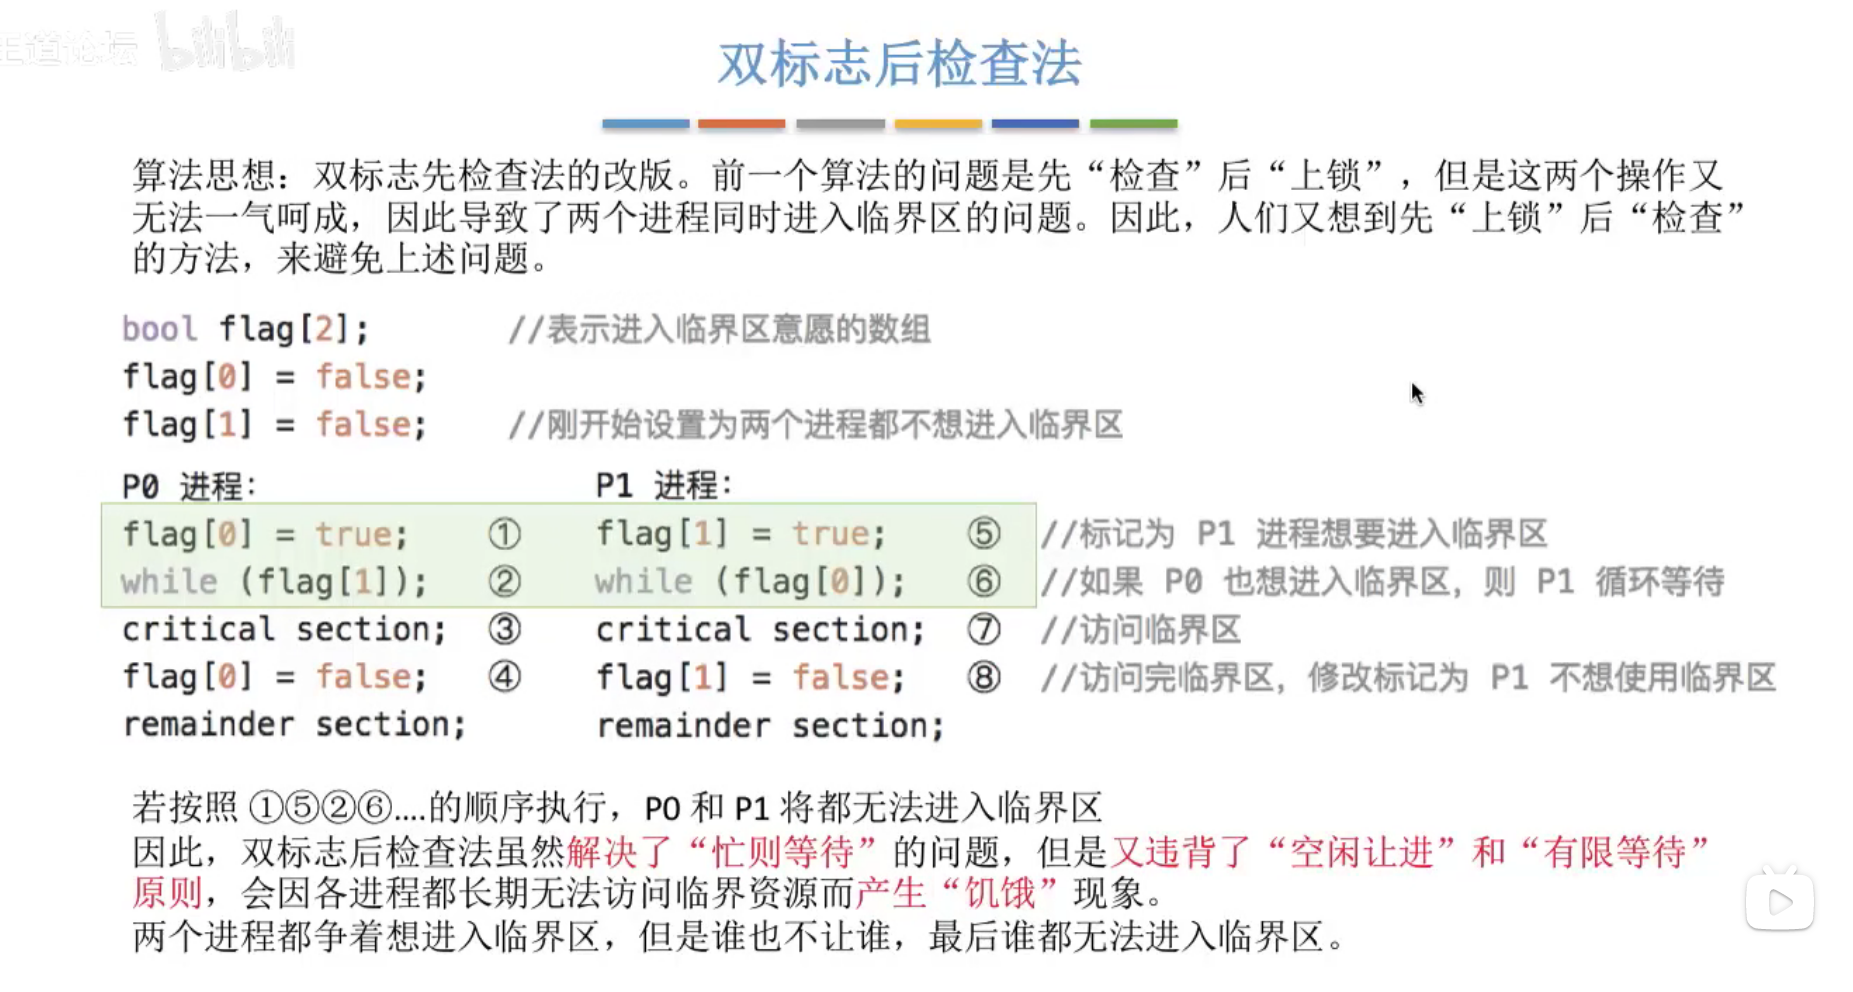 王道论坛 bilibili
双标志后检查法
算法思想：双标志先检查法的改版。前一个算法的问题是先“检查”后“上锁”，但是这两个操作又
无法一气呵成，因此导致了两个进程同时进入临界区的问题。因此，人们又想到先“上锁”后“检查”
的方法，来避免上述问题。
bool flag[2]; //表示进入临界区意愿的数组
flag[0] = false;
flag[1] = false; //刚开始设置为两个进程都不想进入临界区
P0 进程: P1 进程:
flag[0] = true; ① flag[1] = true; ⑤ //标记为 P1 进程想要进入临界区
while (flag[1]); ② while (flag[0]); ⑥ //如果 P0 也想进入临界区，则 P1 循环等待
critical section; ③ critical section; ⑦ //访问临界区
flag[0] = false; ④ flag[1] = false; ⑧ //访问完临界区，修改标记为 P1 不想使用临界区
remainder section; remainder section;
若按照 ①⑤②⑥....的顺序执行，P0 和 P1 将都无法进入临界区
因此，双标志后检查法虽然解决了“忙则等待”的问题，但是又违背了“空闲让进”和“有限等待”
原则，会因各进程都长期无法访问临界资源而产生“饥饿”现象。
两个进程都争着想进入临界区，但是谁也不让谁，最后谁都无法进入临界区。